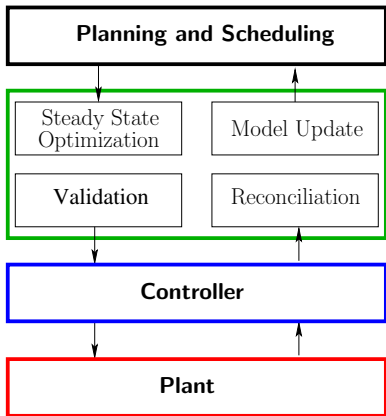 Planning and Scheduling
Steady State
Optimization
Model Update
Validation
Reconciliation
Controller
Plant